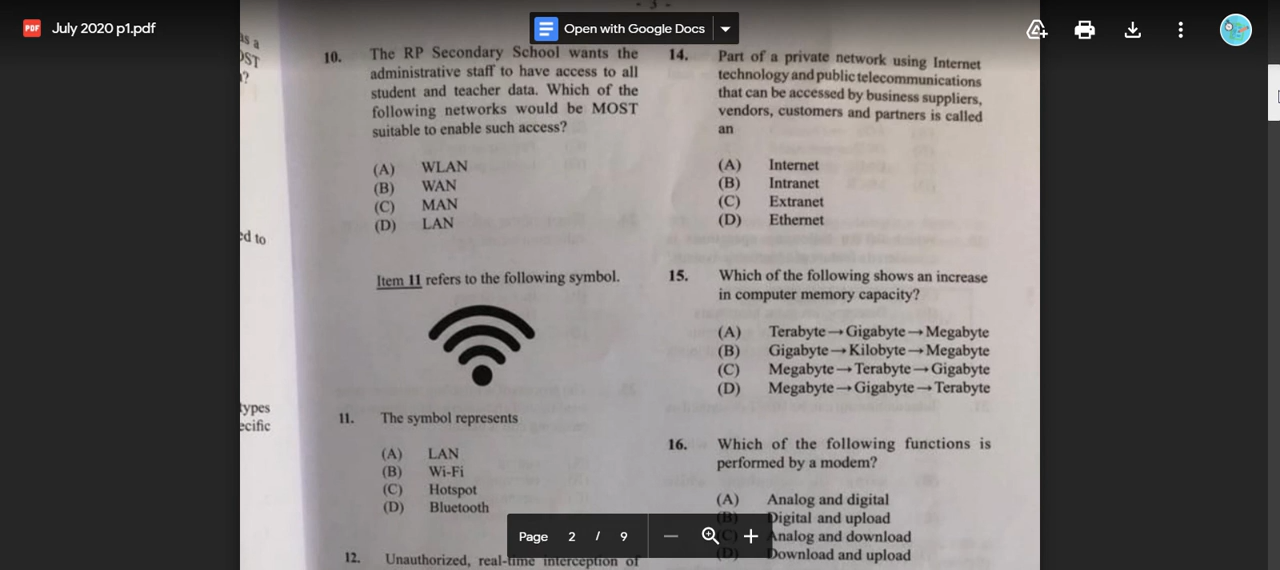 PDF
July 2020 p1.pdf
Open with Google Docs
- 3 -
as a
OST
n?
ed to
types
ecific
10. The RP Secondary School wants the
administrative staff to have access to all
student and teacher data. Which of the
following networks would be MOST
suitable to enable such access?
(A) WLAN
(B) WAN
(C) MAN
(D) LAN
Item 11 refers to the following symbol.
11. The symbol represents
(A) LAN
(B) Wi-Fi
(C) Hotspot
(D) Bluetooth
12. Unauthorized, real-time interception of
14. Part of a private network using Internet
technology and public telecommunications
that can be accessed by business suppliers,
vendors, customers and partners is called
an
(A) Internet
(B) Intranet
(C) Extranet
(D) Ethernet
15. Which of the following shows an increase
in computer memory capacity?
(A) Terabyte → Gigabyte → Megabyte
(B) Gigabyte → Kilobyte → Megabyte
(C) Megabyte → Terabyte → Gigabyte
(D) Megabyte → Gigabyte → Terabyte
16. Which of the following functions is
performed by a modem?
(A) Analog and digital
(B) Digital and upload
(C) Analog and download
(D) Download and upload
Page 2 / 9